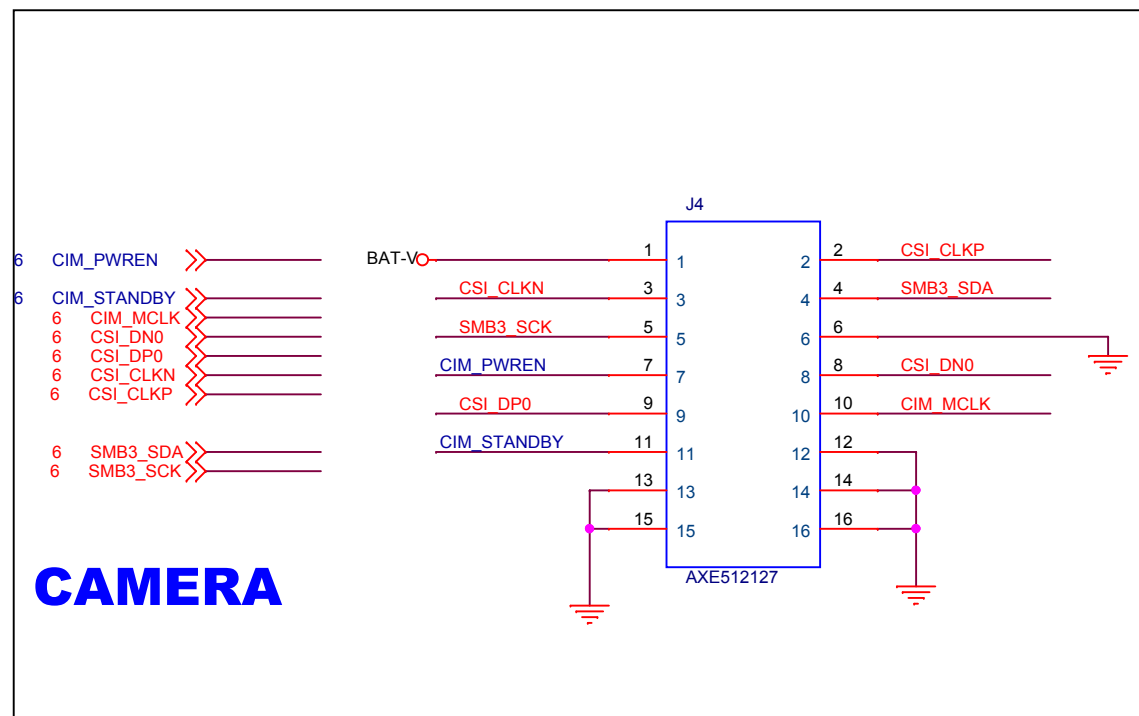 J4
6 CIM_PWREN
BAT-V
1 1 2 2 CSI_CLKP
6 CIM_STANDBY
CSI_CLKN 3 3 4 4 SMB3_SDA
6 CIM_MCLK
6 CSI_DN0
SMB3_SCK 5 5 6 6
6 CSI_DP0
6 CSI_CLKN
CIM_PWREN 7 7 8 8 CSI_DN0
6 CSI_CLKP
CSI_DP0 9 9 10 10 CIM_MCLK
6 SMB3_SDA
CIM_STANDBY 11 11 12 12
6 SMB3_SCK
13 13 14 14
15 15 16 16
AXE512127
CAMERA